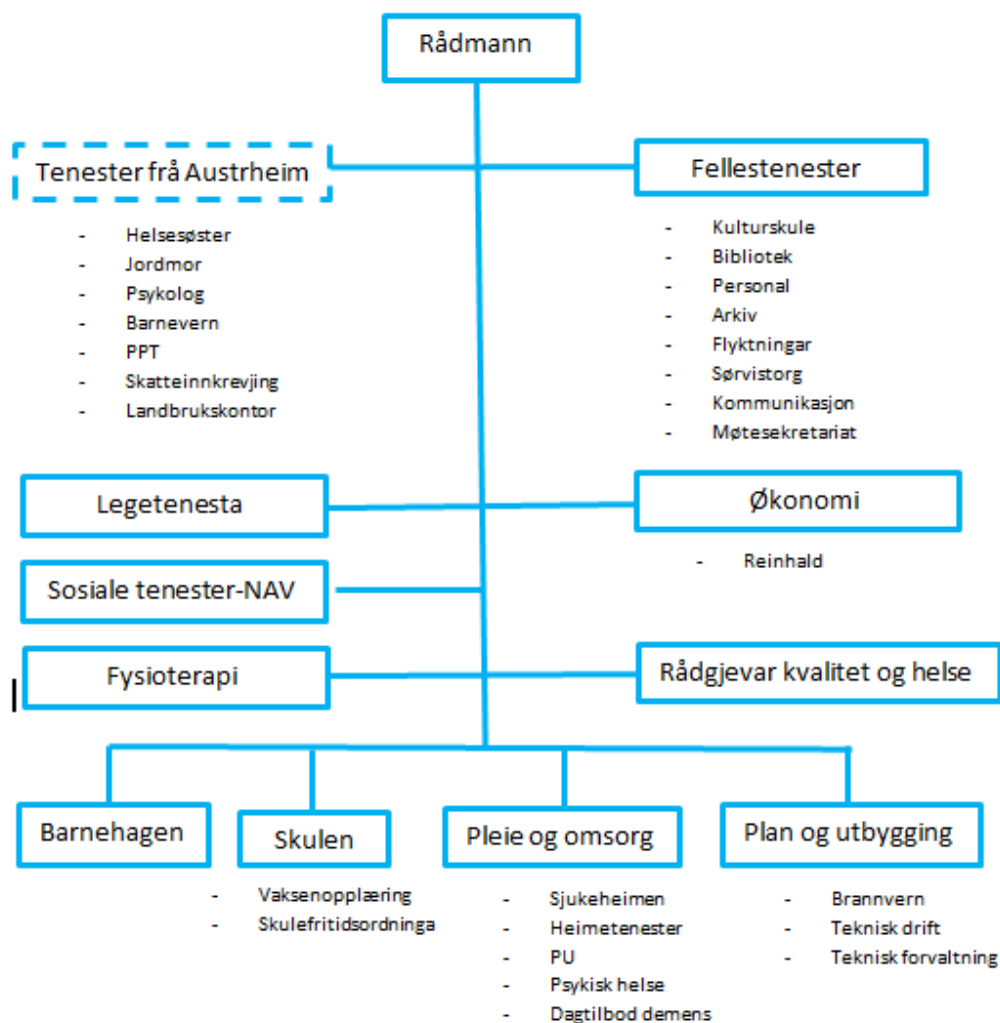 Rådmann
Tenester frå Austrheim
- Helsesøster
- Jordmor
- Psykolog
- Barnevern
- PPT
- Skatteinnkrevjing
- Landbrukskontor
Fellestenester
- Kulturskule
- Bibliotek
- Personal
- Arkiv
- Flyktningar
- Sørvistorg
- Kommunikasjon
- Møtesekretariat
Legetenesta
Økonomi
- Reinhald
Sosiale tenester-NAV
Fysioterapi
Rådgjevar kvalitet og helse
Barnehagen
Skulen
- Vaksenopplæring
- Skulefritidsordninga
Pleie og omsorg
- Sjukeheimen
- Heimetenester
- PU
- Psykisk helse
- Dagtilbod demens
Plan og utbygging
- Brannvern
- Teknisk drift
- Teknisk forvaltning